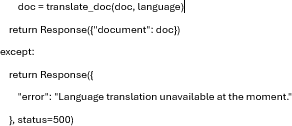 doc = translate_doc(doc, language)
return Response({"document": doc})
except:
return Response({
"error": "Language translation unavailable at the moment."
}, status=500)